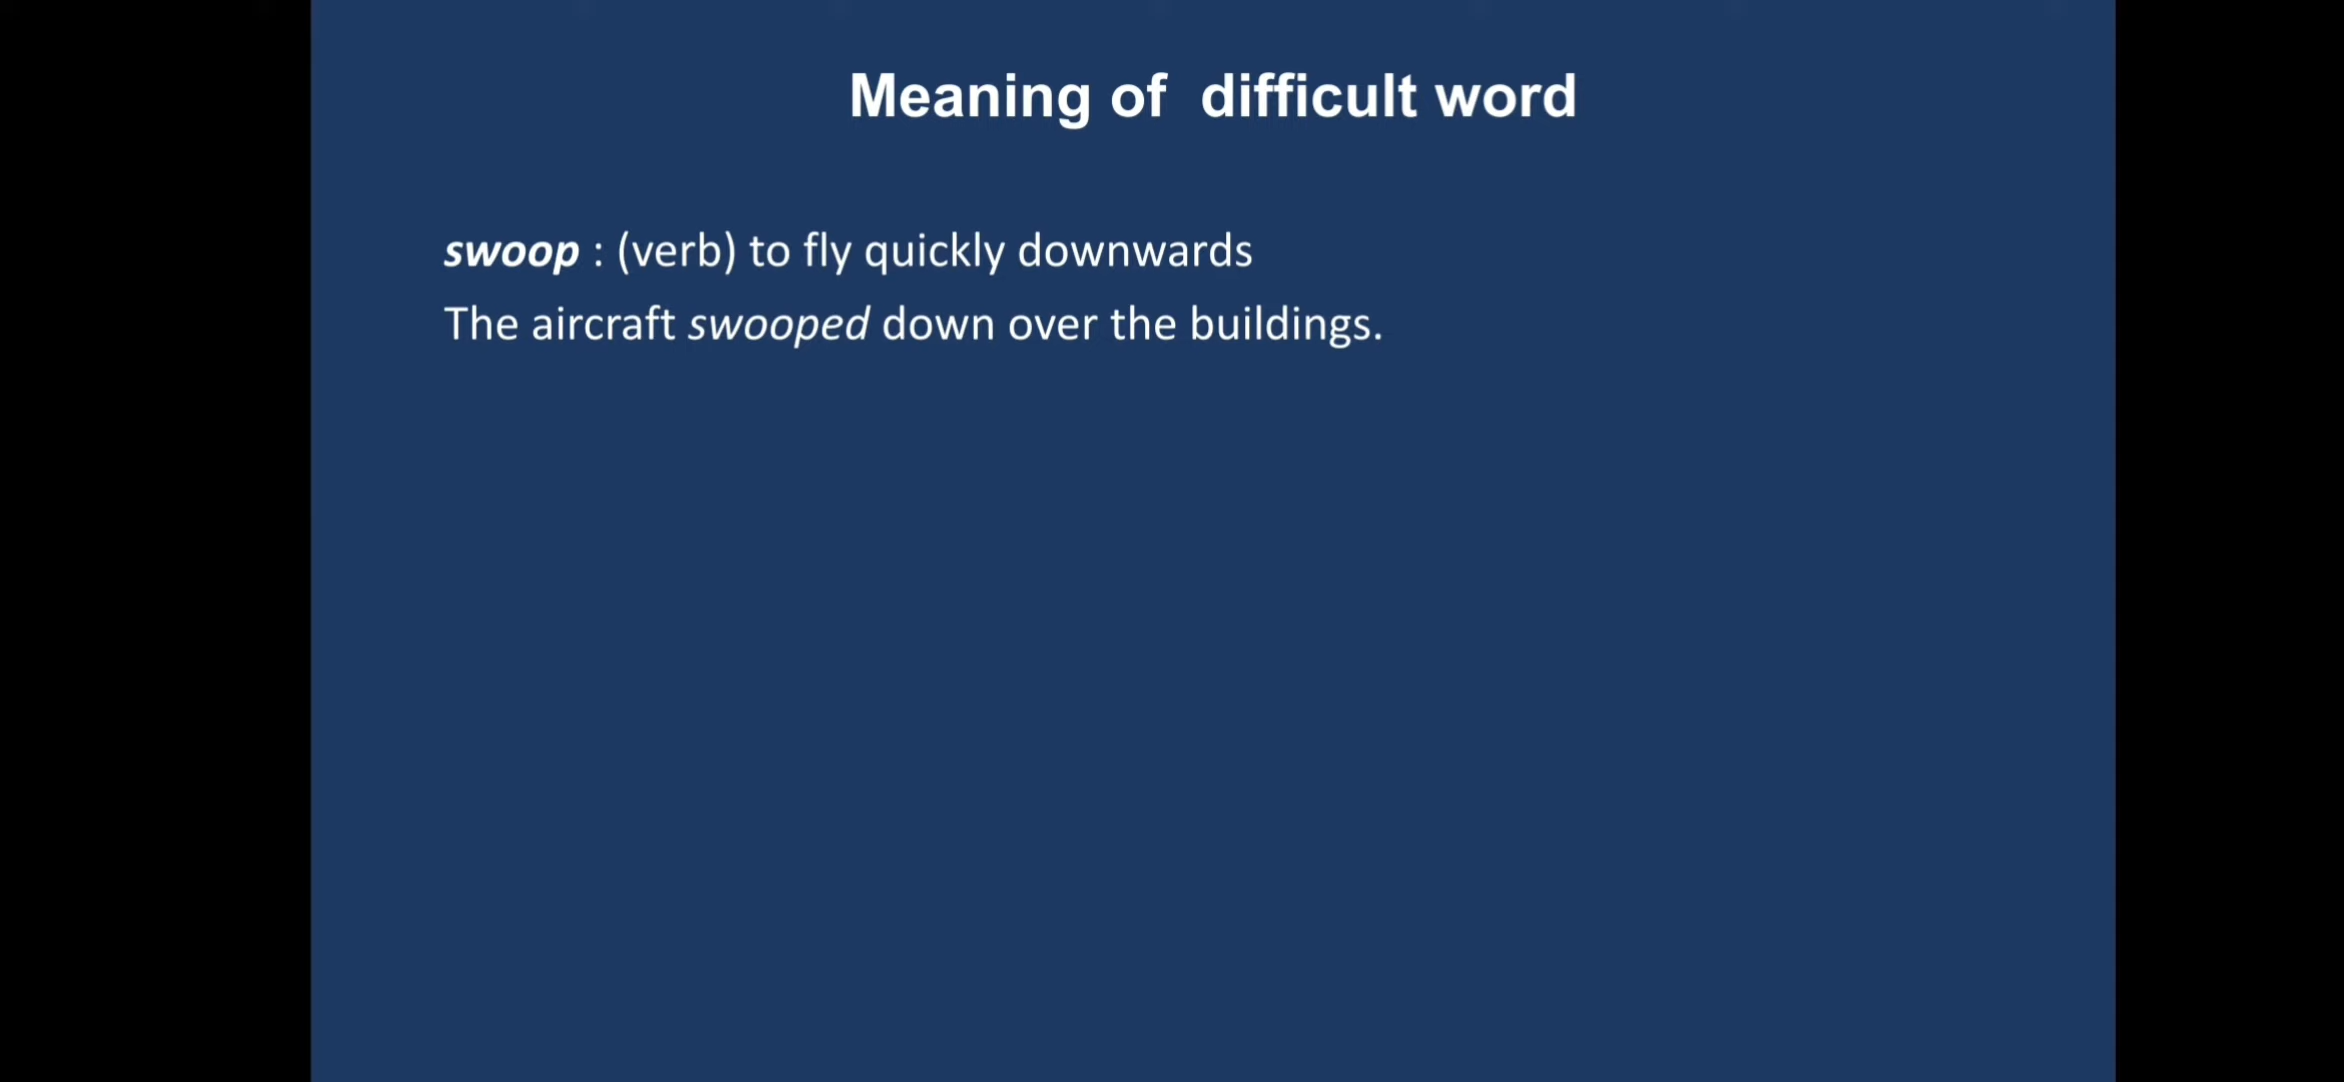 Meaning of difficult word
swoop : (verb) to fly quickly downwards
The aircraft swooped down over the buildings.